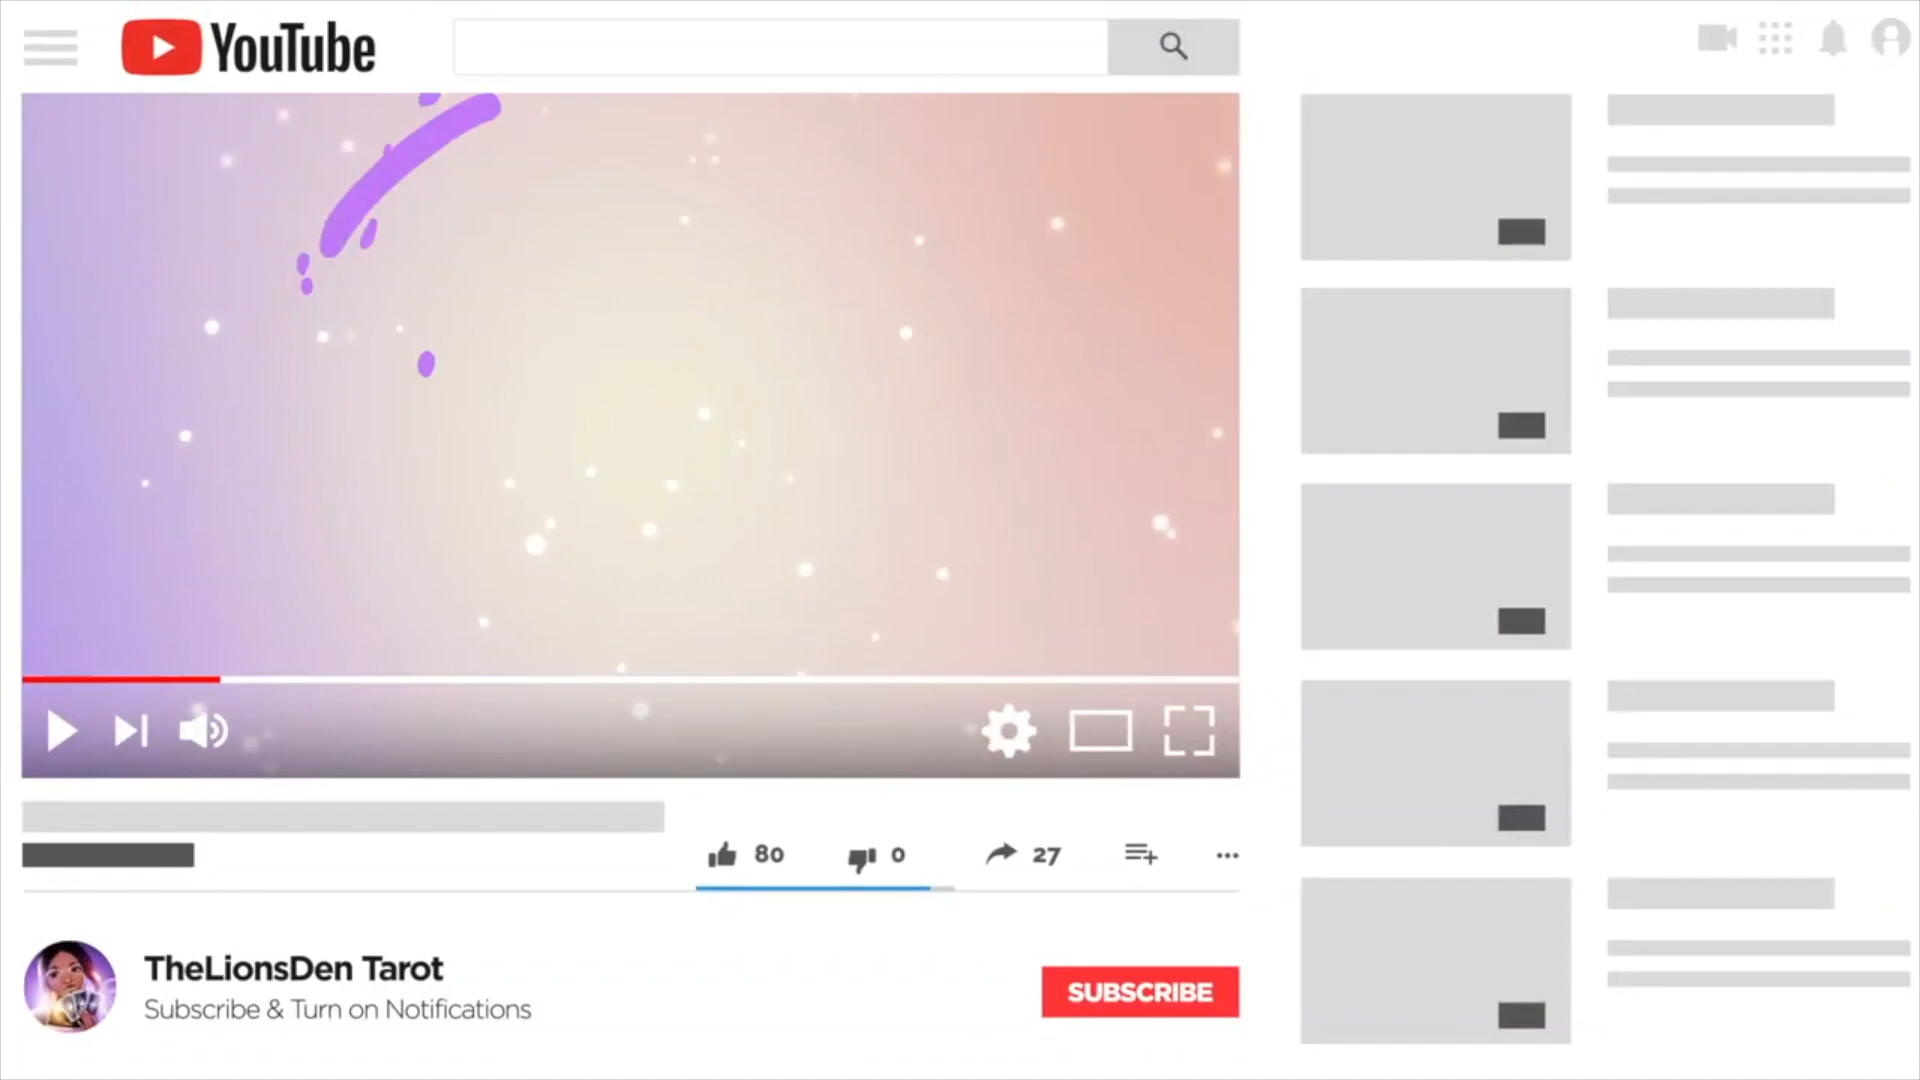 YouTube
80
0
27
TheLionsDen Tarot
Subscribe & Turn on Notifications
SUBSCRIBE